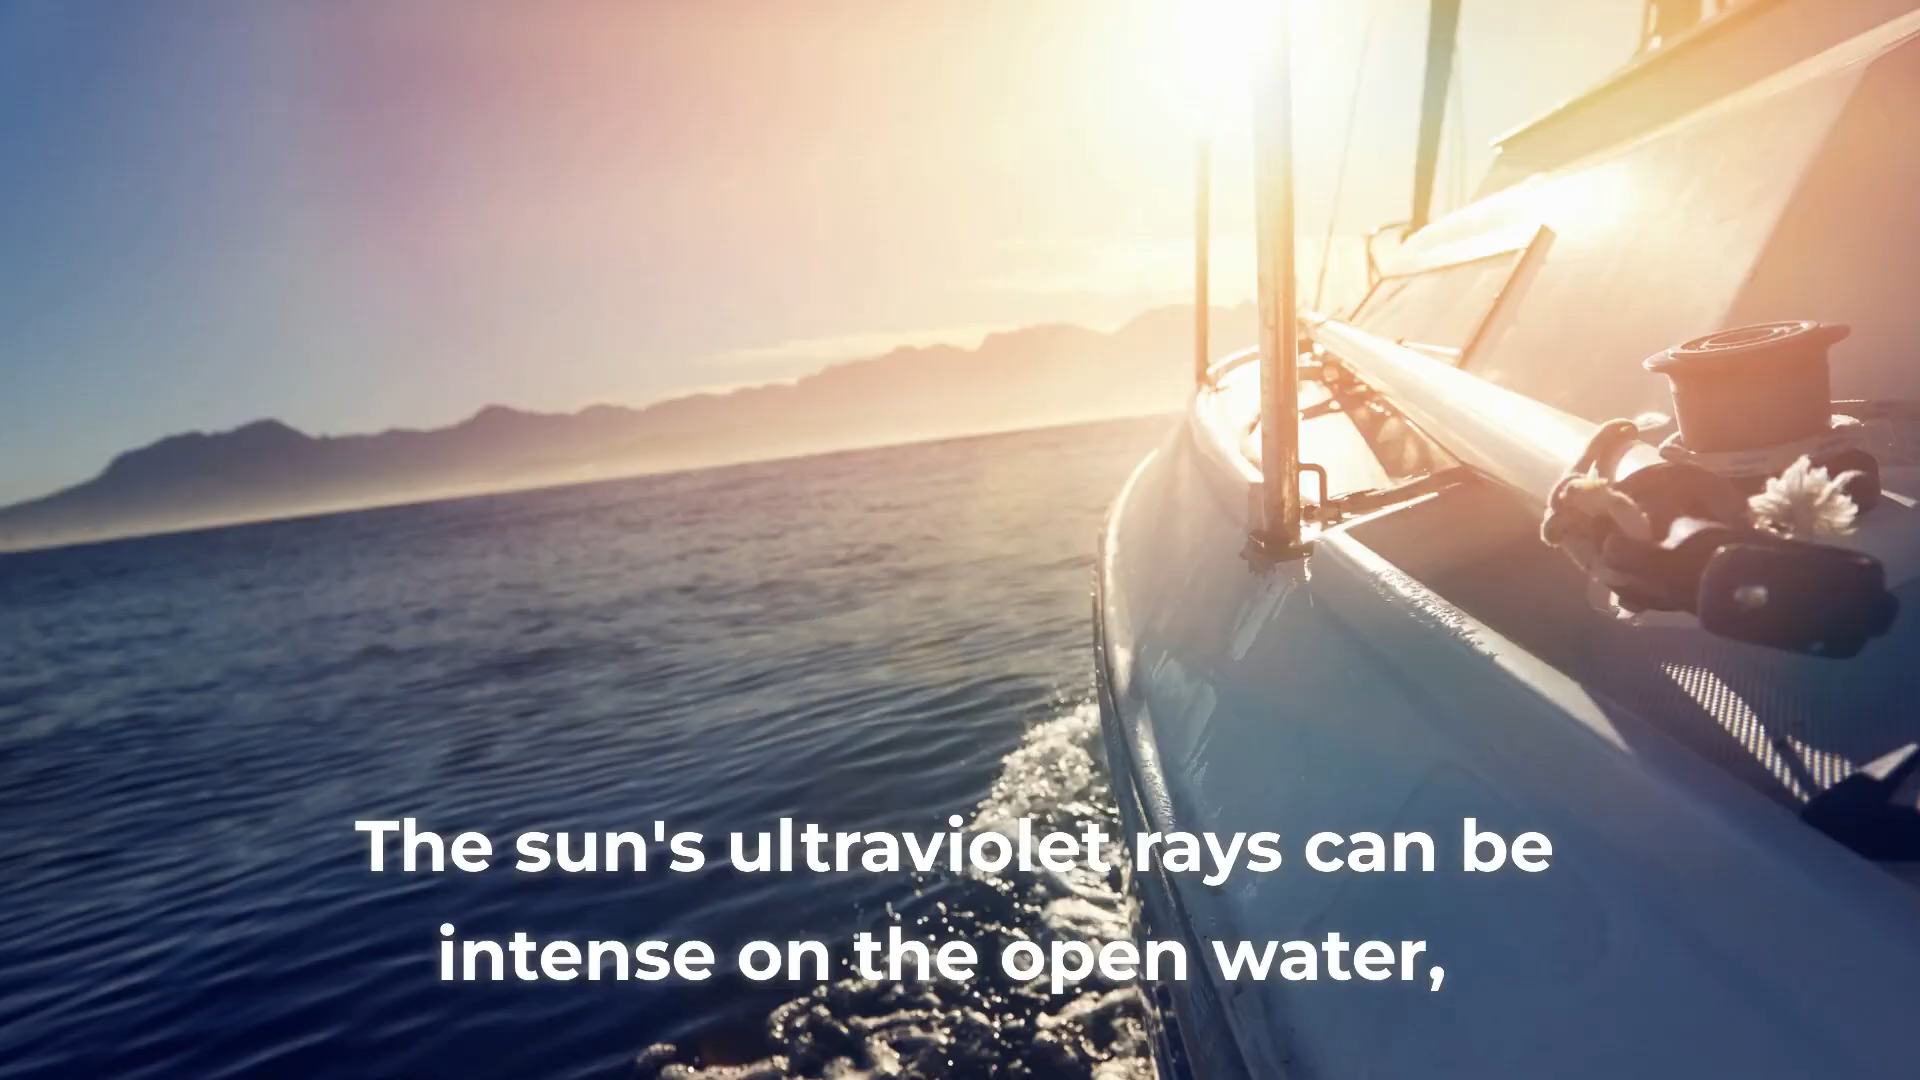 The sun's ultraviolet rays can be
intense on the open water,